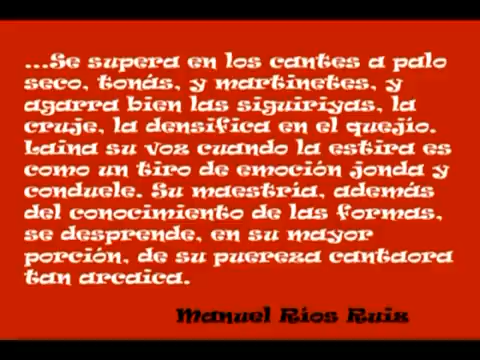 ...Se supera en los cantes a palo
seco, tonás, y martinetes, y
agarra bien las siguiriyas, la
cruje, la densifica en el quejío.
Laina su voz cuando la estira es
como un tiro de emoción jonda y
conduele. Su maestría, además
del conocimiento de las formas,
se desprende, en su mayor
porción, de su puereza cantaora
tan arcaica.
Manuel Ríos Ruiz